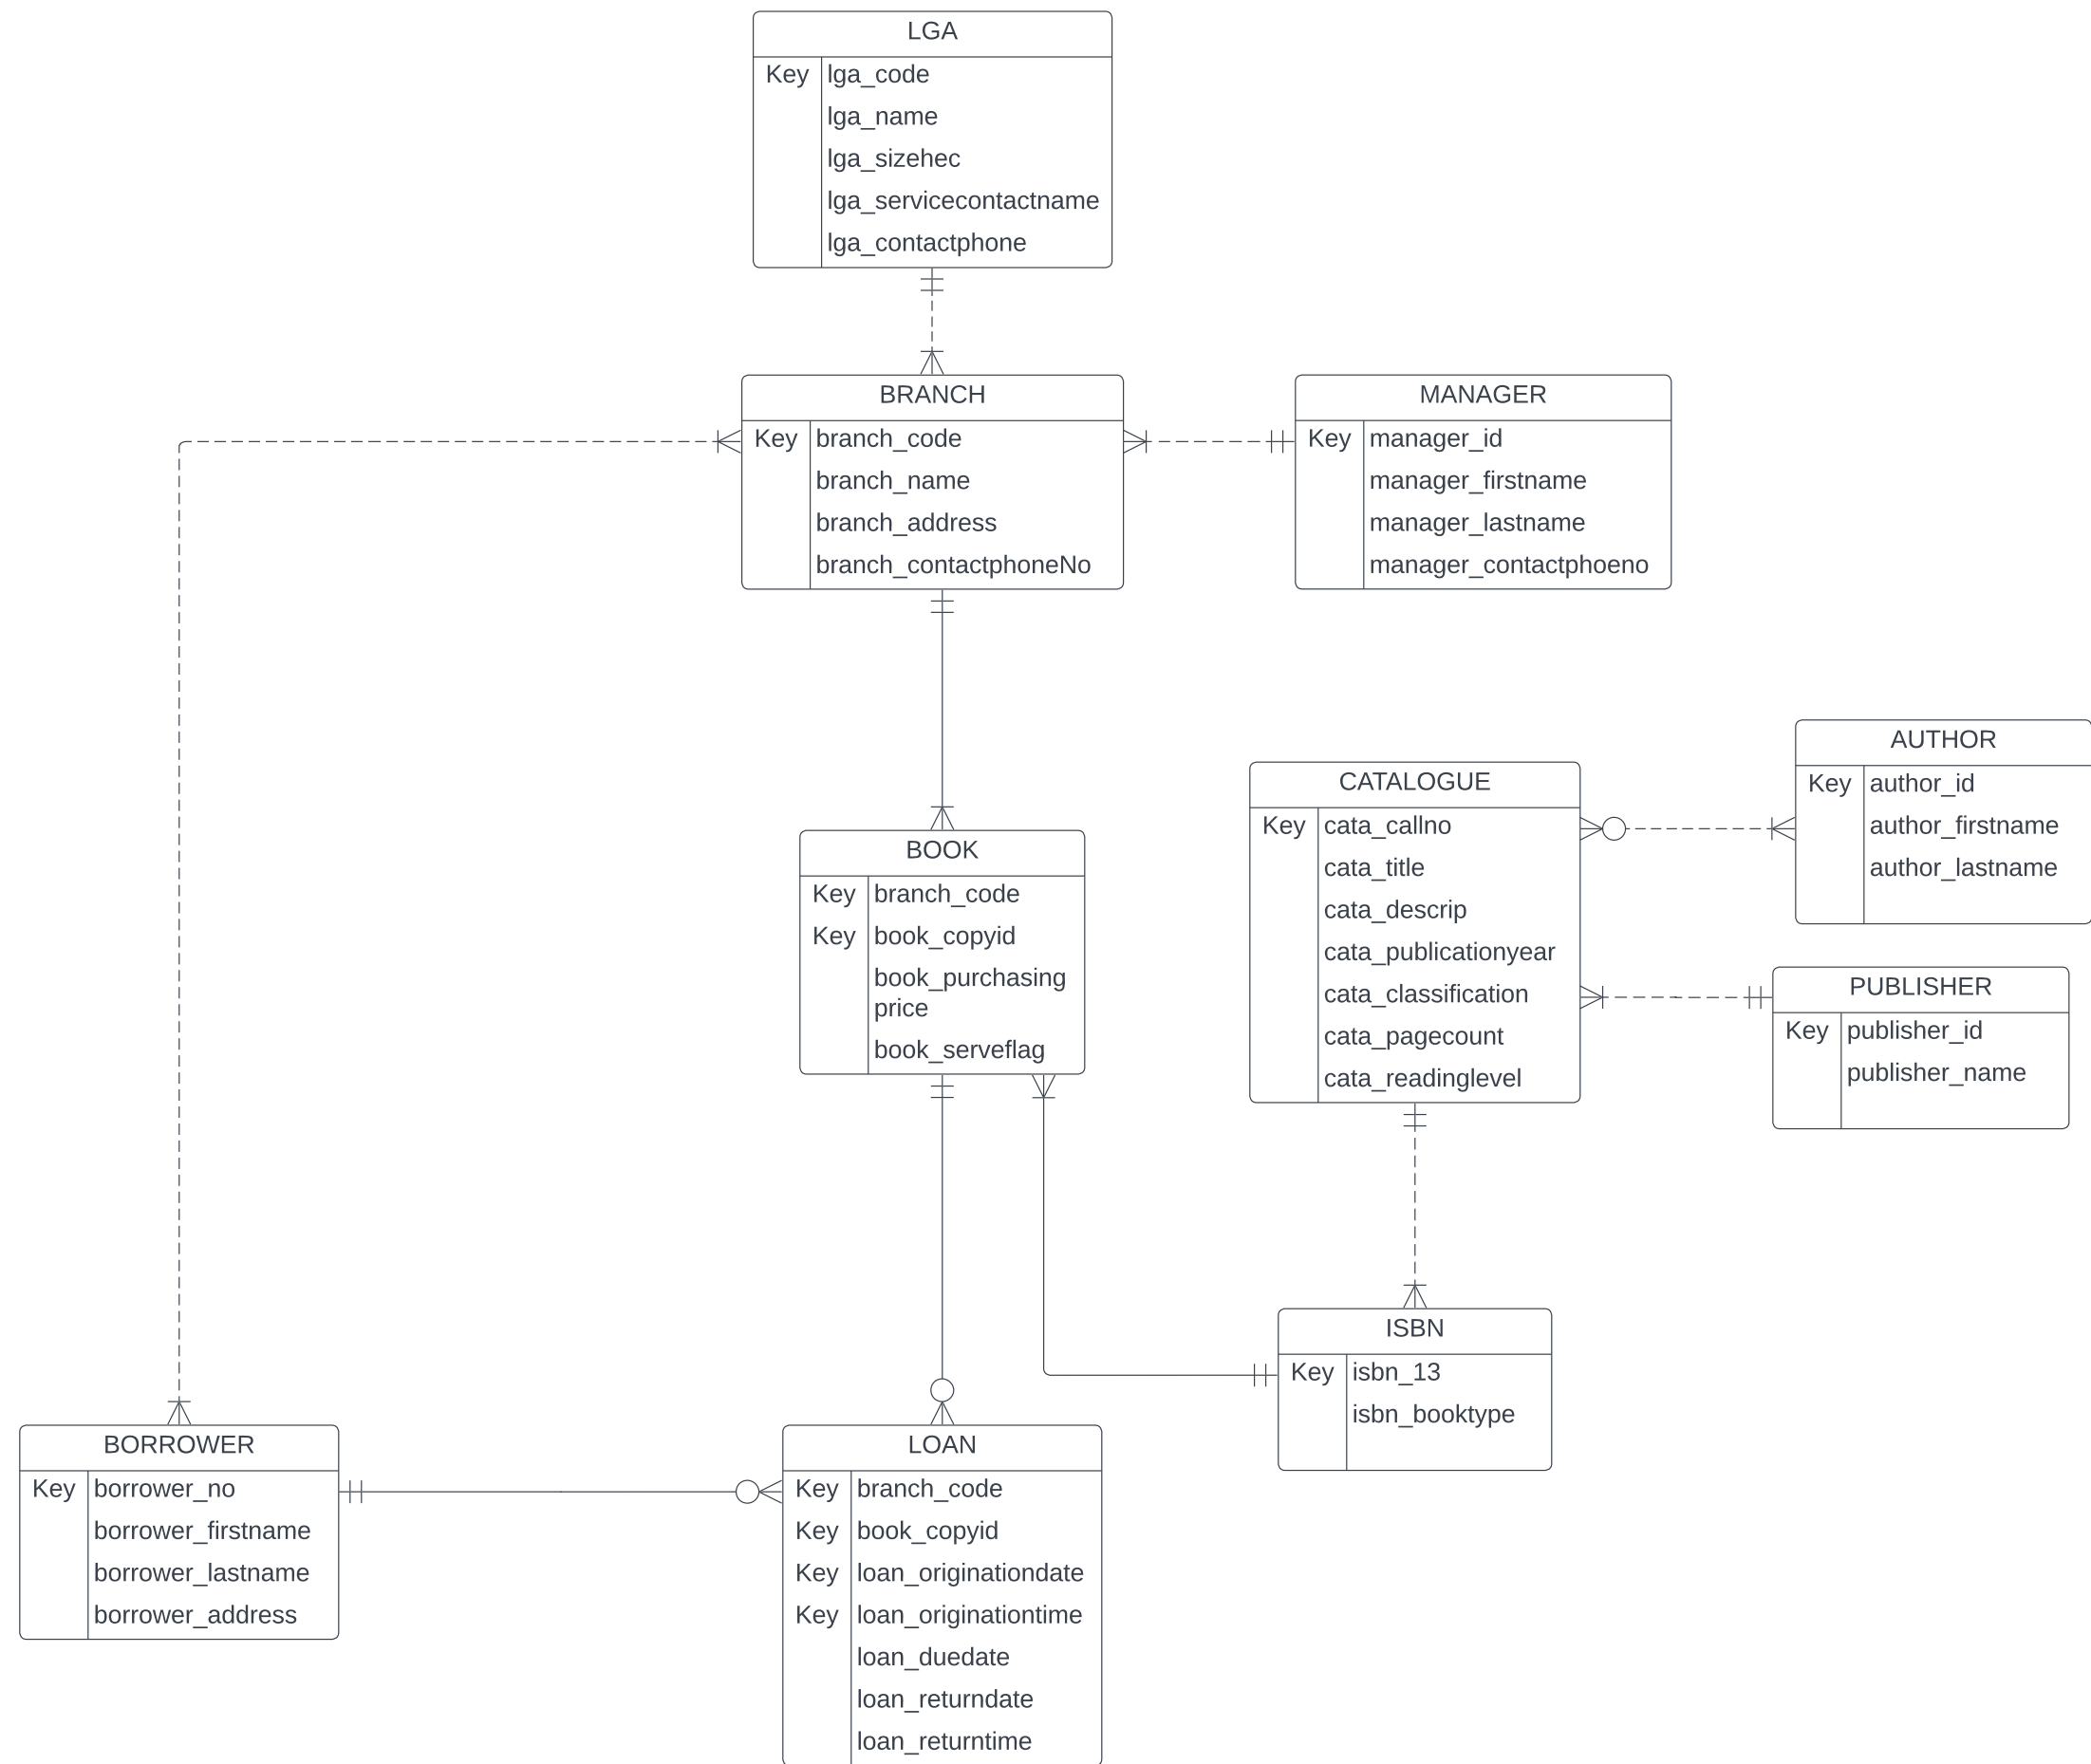 LGA
Key lga_code
lga_name
lga_sizehec
lga_servicecontactname
lga_contactphone
BRANCH
Key branch_code
branch_name
branch_address
branch_contactphoneNo
MANAGER
Key manager_id
manager_firstname
manager_lastname
manager_contactphoeno
AUTHOR
Key author_id
author_firstname
author_lastname
CATALOGUE
Key cata_callno
cata_title
cata_descrip
cata_publicationyear
cata_classification
cata_pagecount
cata_readinglevel
BOOK
Key branch_code
Key book_copyid
book_purchasing
price
book_serveflag
PUBLISHER
Key publisher_id
publisher_name
ISBN
Key isbn_13
isbn_booktype
BORROWER
Key borrower_no
borrower_firstname
borrower_lastname
borrower_address
LOAN
Key branch_code
Key book_copyid
Key loan_originationdate
Key loan_originationtime
loan_duedate
loan_returndate
loan_returntime